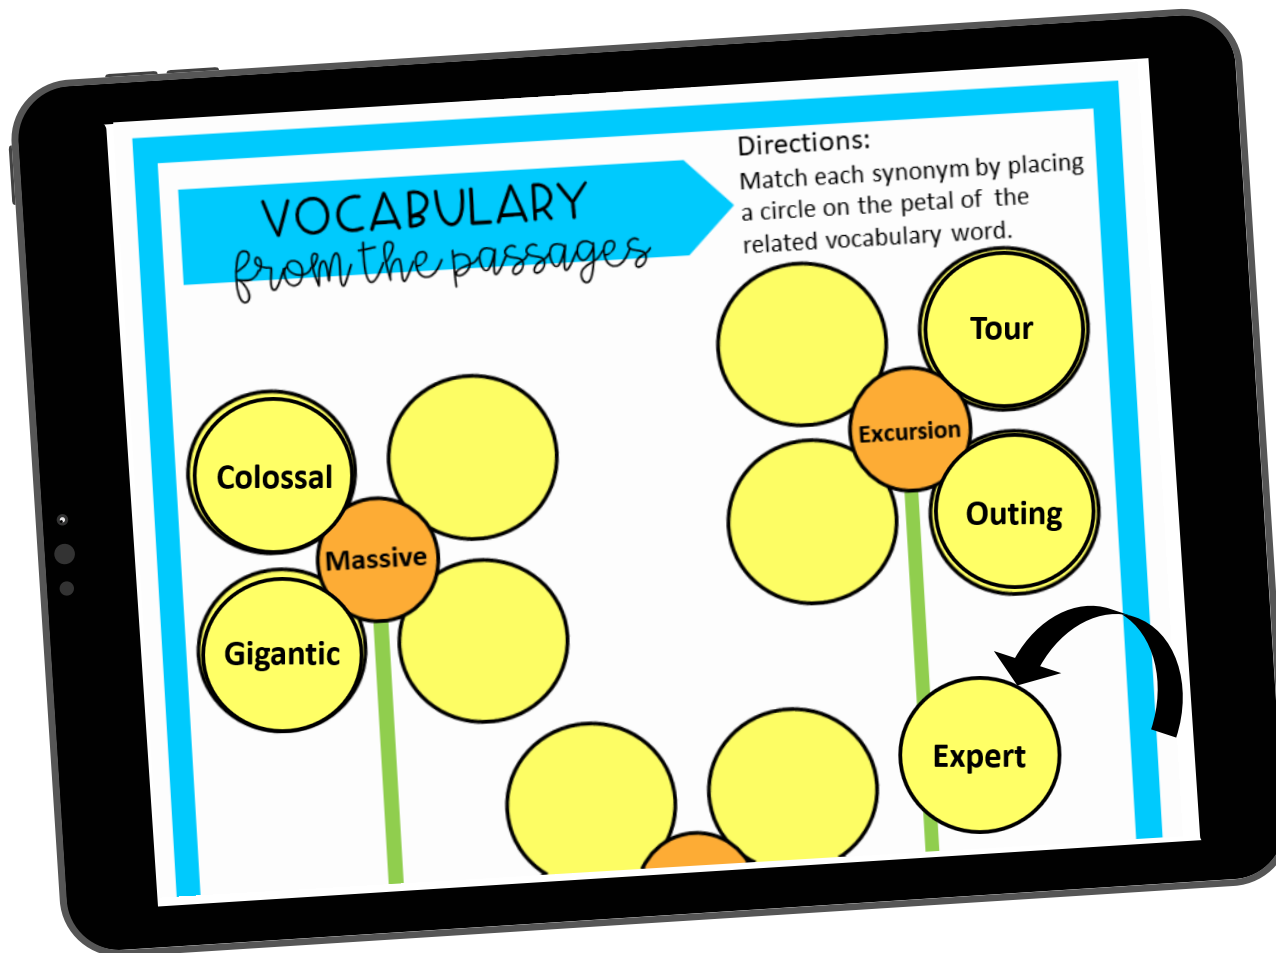 VOCABULARY
from the passages
Directions:
Match each synonym by placing
a circle on the petal of the
related vocabulary word.
Tour
Excursion
Outing
Colossal
Massive
Gigantic
Expert